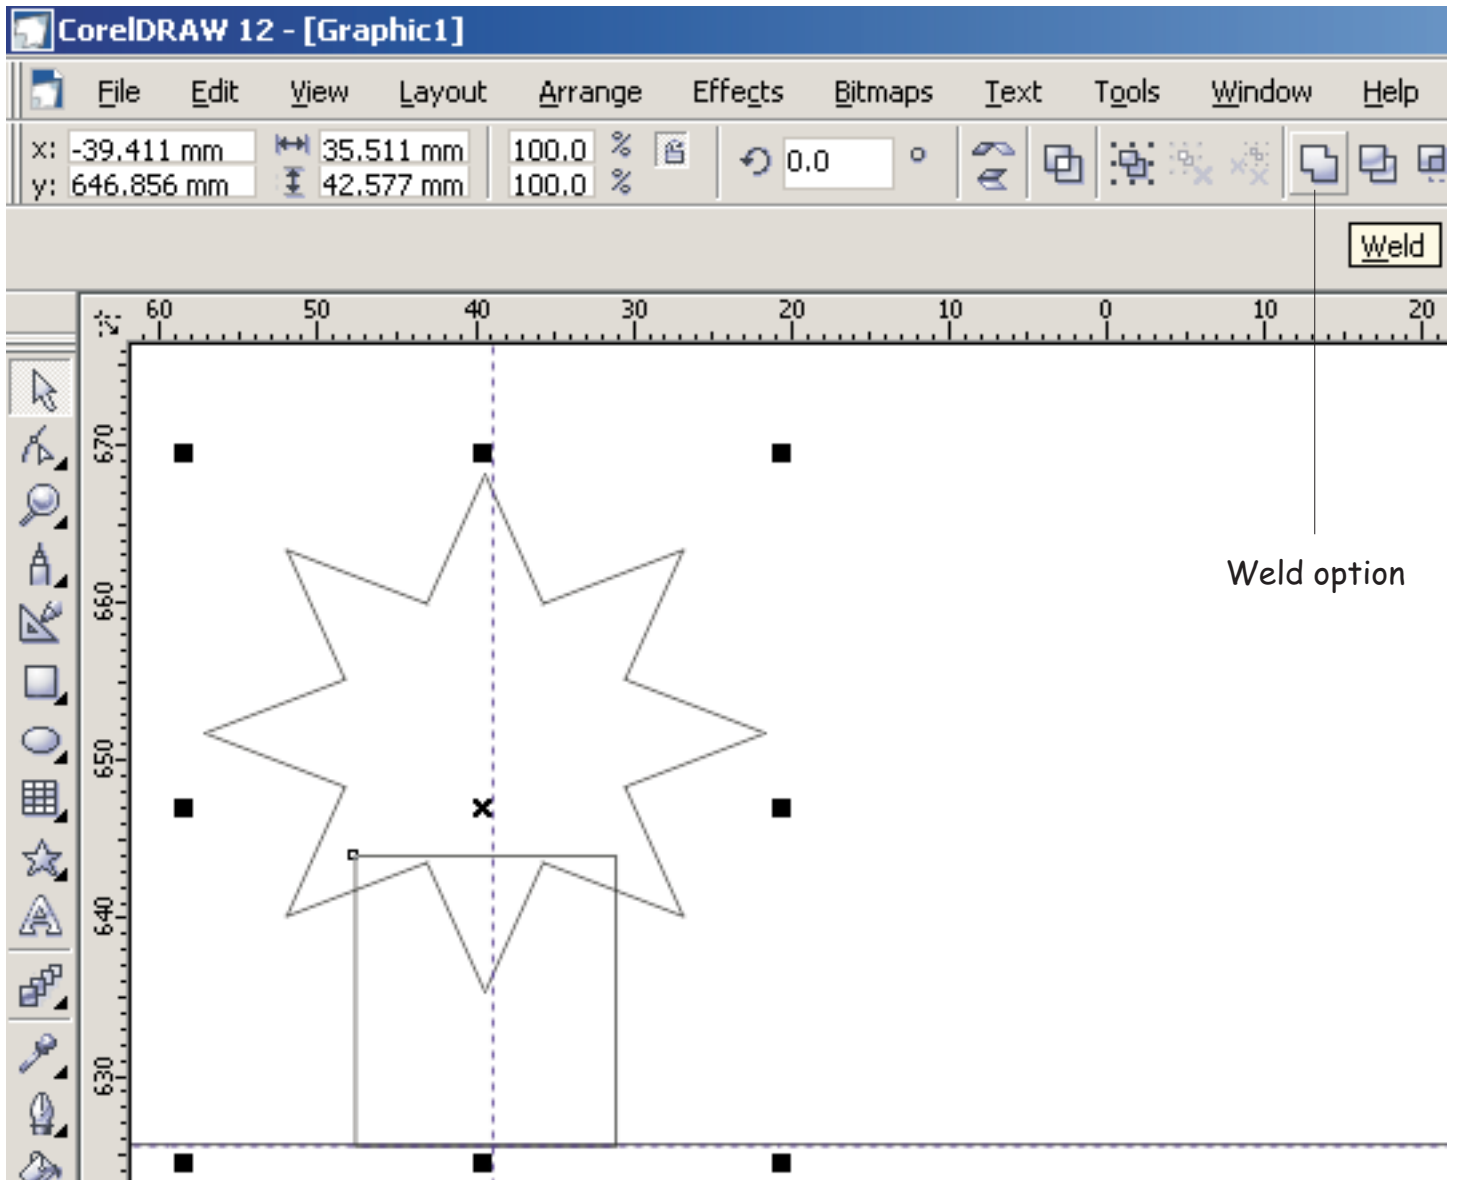 CorelDRAW 12 - [Graphic1]
File Edit View Layout Arrange Effects Bitmaps Text Tools Window Help
x: -39.411 mm 35.511 mm 100.0 % 0.0 °
y: 646.856 mm 42.577 mm 100.0 %
Weld
60 50 40 30 20 10 0 10 20
670
660
Weld option
650
640
630